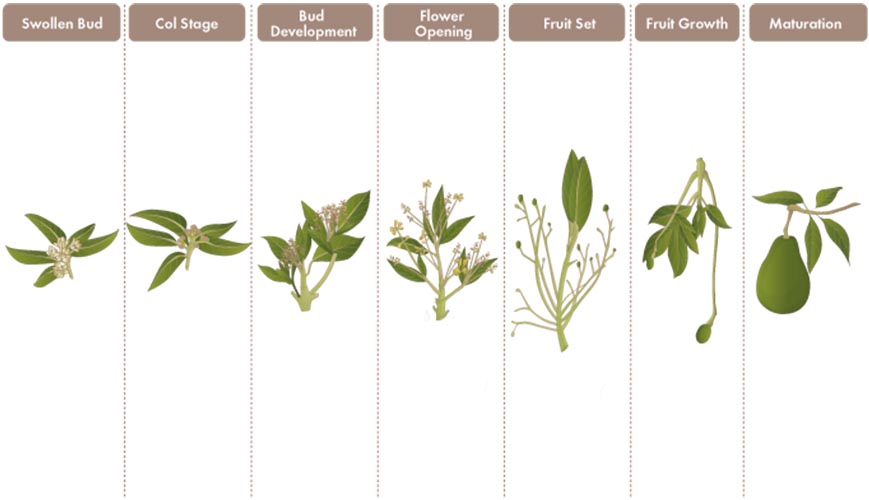 Swollen Bud
Col Stage
Bud
Development
Flower
Opening
Fruit Set
Fruit Growth
Maturation